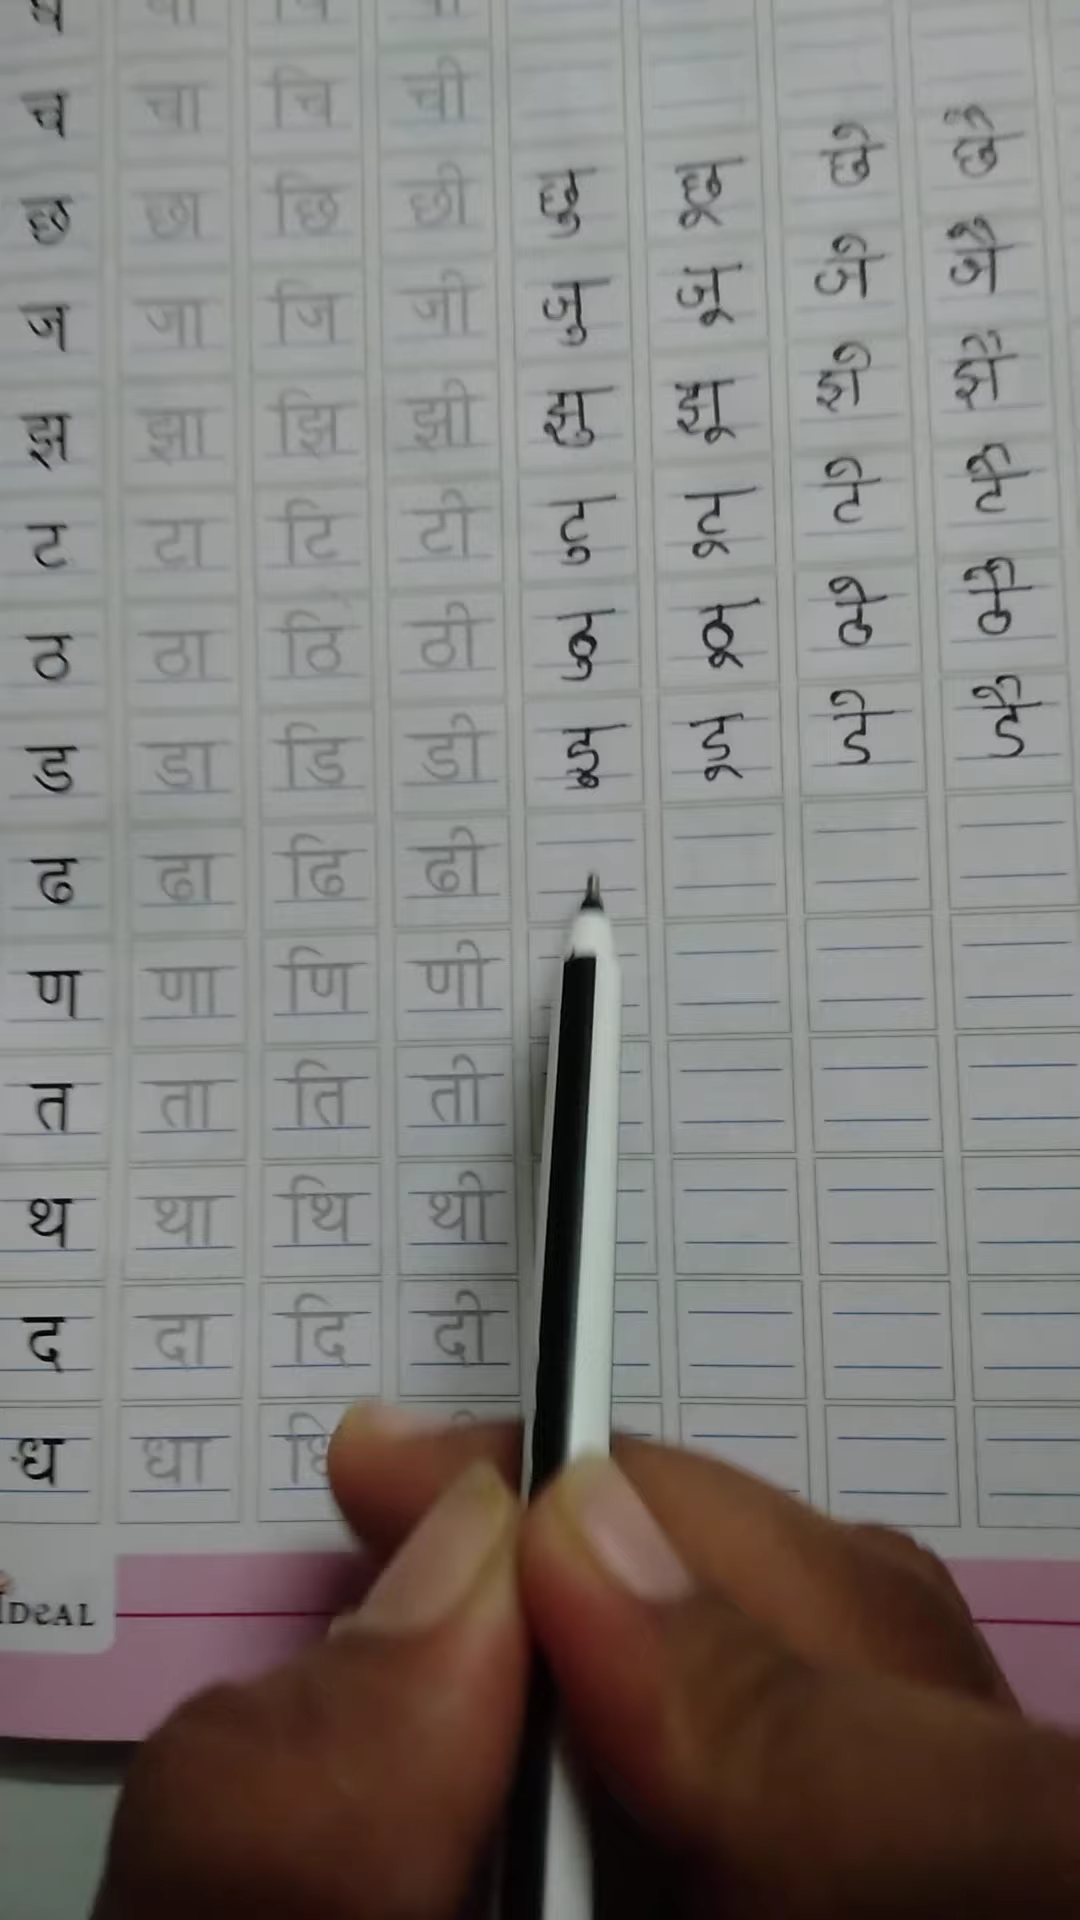 च चा चि ची
छ छा छि छी छु छू छे छै
ज जा जि जी जु जू जे जै
झ झा झि झी झु झू झे झै
ट टा टि टी टु टू टे टै
ठ ठा ठि ठी ठु ठू ठे ठै
ड डा डि डी डु डू डे डै
ढ ढा ढि ढी
ण णा णि णी
त ता ति ती
थ था थि थी
द दा दि दी
ध धा धि
IDEAL